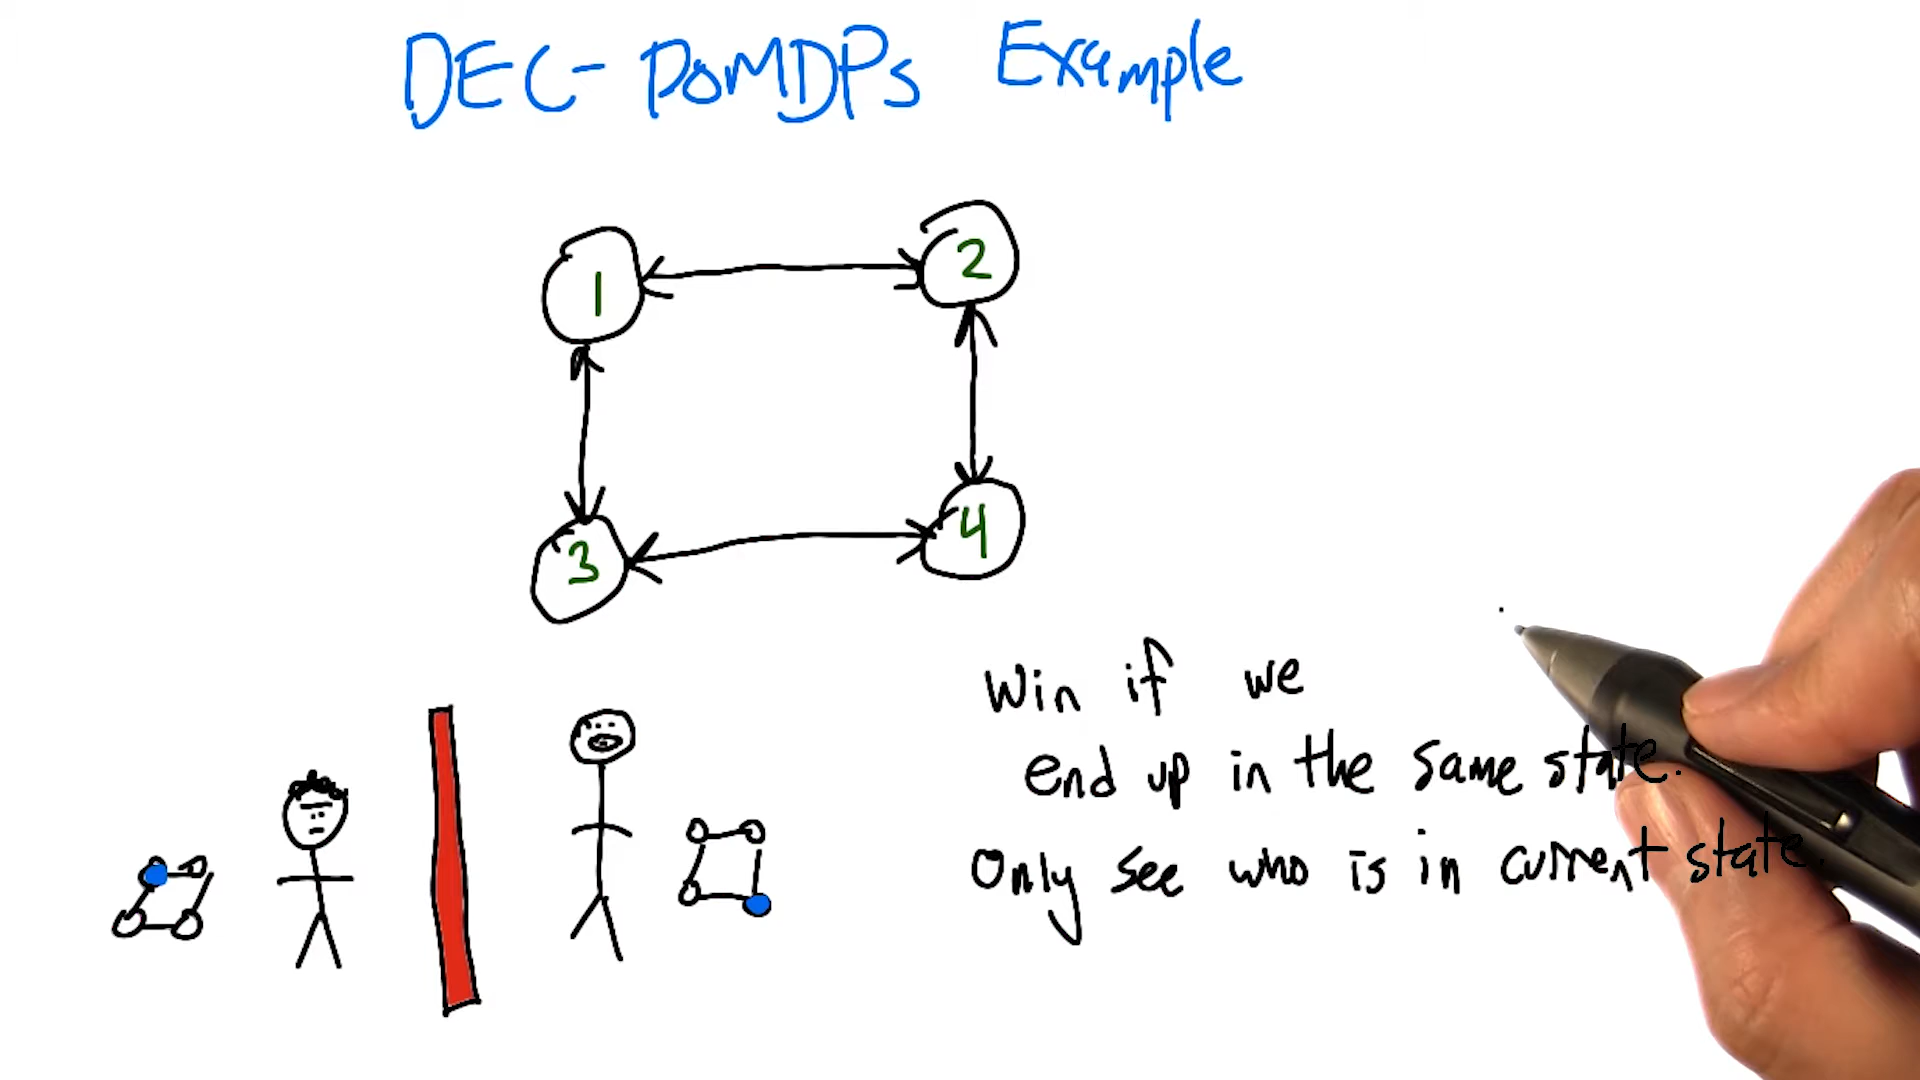 DEC-POMDPs Example
1
2
3
4
Win if we
end up in the same state.
Only see who is in current state.